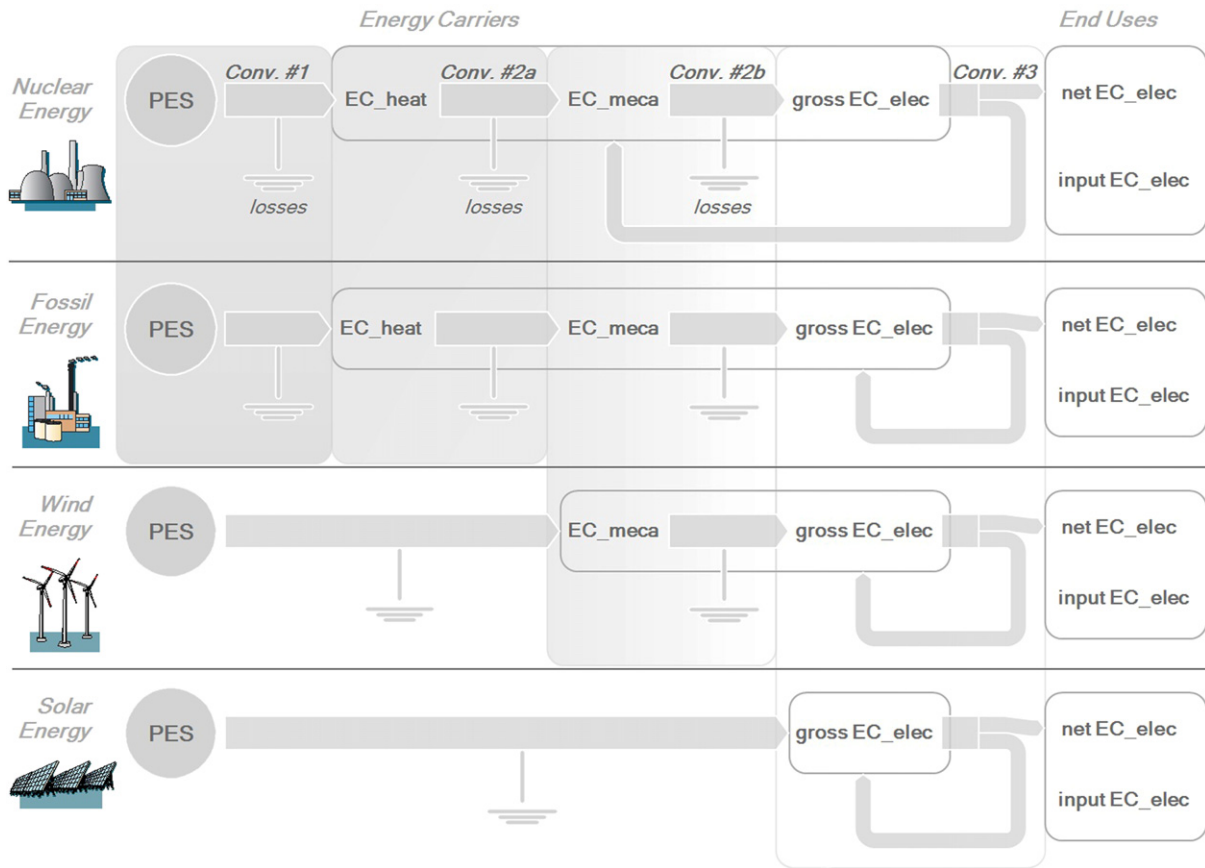 Energy Carriers
End Uses
Nuclear
Energy
PES
Conv. #1
EC_heat
Conv. #2a
EC_meca
Conv. #2b
gross EC_elec
Conv. #3
net EC_elec
input EC_elec
losses
losses
losses
Fossil
Energy
PES
EC_heat
EC_meca
gross EC_elec
net EC_elec
input EC_elec
Wind
Energy
PES
EC_meca
gross EC_elec
net EC_elec
input EC_elec
Solar
Energy
PES
gross EC_elec
net EC_elec
input EC_elec